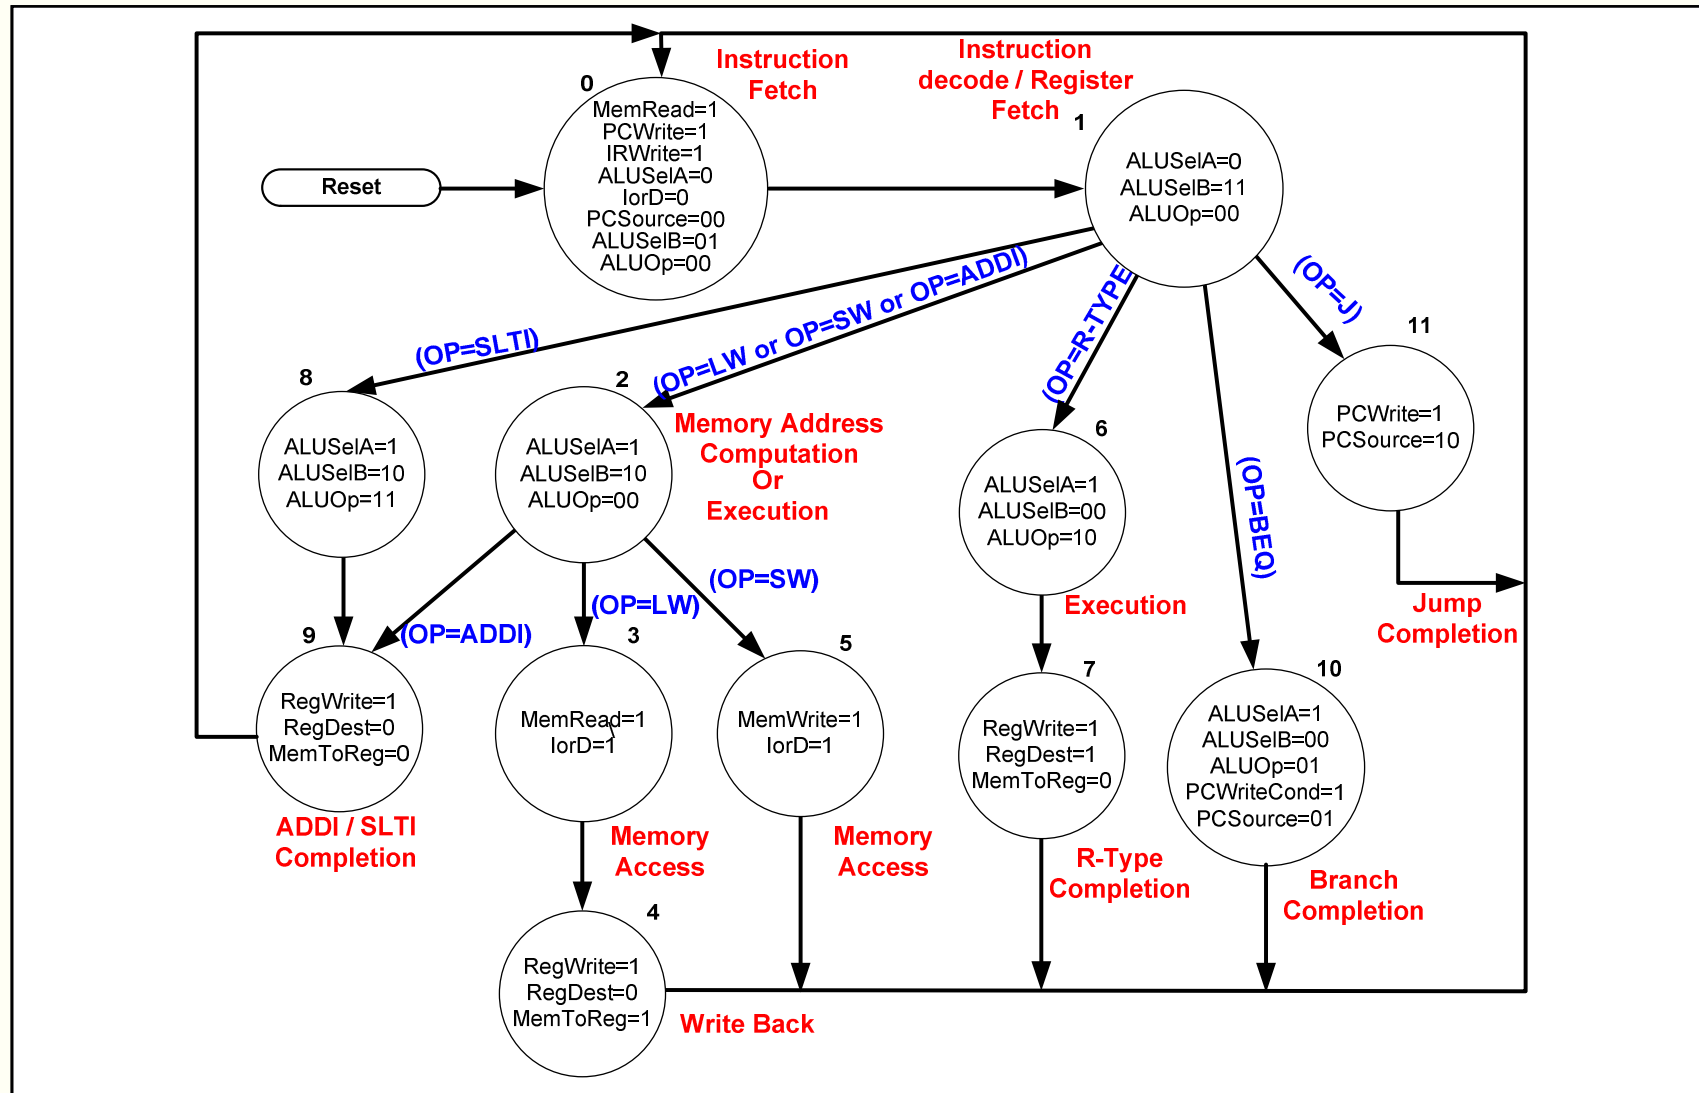 Instruction
Fetch
Instruction
decode / Register
Fetch
0
MemRead=1
PCWrite=1
IRWrite=1
ALUSelA=0
IorD=0
PCSource=00
ALUSelB=01
ALUOp=00
Reset
1
ALUSelA=0
ALUSelB=11
ALUOp=00
(OP=SLTI)
(OP=LW or OP=SW or OP=ADDI)
(OP=R-TYPE
(OP=BEQ)
(OP=J)
8
ALUSelA=1
ALUSelB=10
ALUOp=11
2
ALUSelA=1
ALUSelB=10
ALUOp=00
Memory Address
Computation
Or
Execution
6
ALUSelA=1
ALUSelB=00
ALUOp=10
Execution
11
PCWrite=1
PCSource=10
Jump
Completion
(OP=ADDI)
(OP=LW)
(OP=SW)
9
RegWrite=1
RegDest=0
MemToReg=0
ADDI / SLTI
Completion
3
MemRead=1
IorD=1
Memory
Access
5
MemWrite=1
IorD=1
Memory
Access
7
RegWrite=1
RegDest=1
MemToReg=0
R-Type
Completion
10
ALUSelA=1
ALUSelB=00
ALUOp=01
PCWriteCond=1
PCSource=01
Branch
Completion
4
RegWrite=1
RegDest=0
MemToReg=1
Write Back